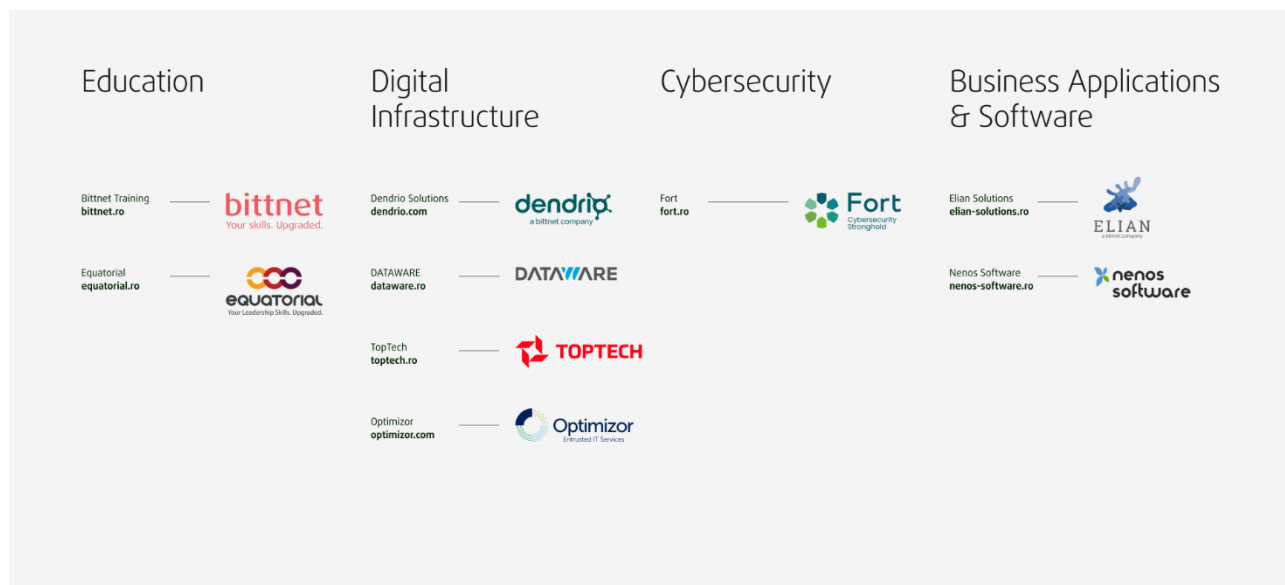 Education
Bittnet Training
bittnet.ro
bittnet
Your skills. Upgraded.
Equatorial
equatorial.ro
equatorial
Your Leadership Skills. Upgraded.
Digital
Infrastructure
Dendrio Solutions
dendrio.com
dendrio
a bittnet company
DATAWARE
dataware.ro
DATAWARE
TopTech
toptech.ro
TOPTECH
Optimizor
optimizor.com
Optimizor
Entrusted IT Services
Cybersecurity
Fort
fort.ro
Fort
Cybersecurity
Stronghold
Business Applications
& Software
Elian Solutions
elian-solutions.ro
ELIAN
a bittnet company
Nenos Software
nenos-software.ro
nenos
software